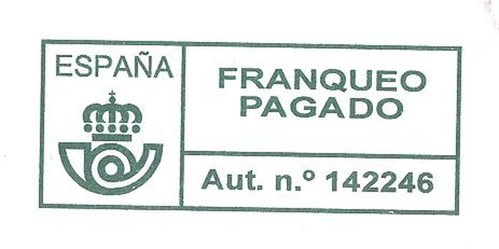 ESPAÑA
FRANQUEO
PAGADO
Aut. n.º 142246